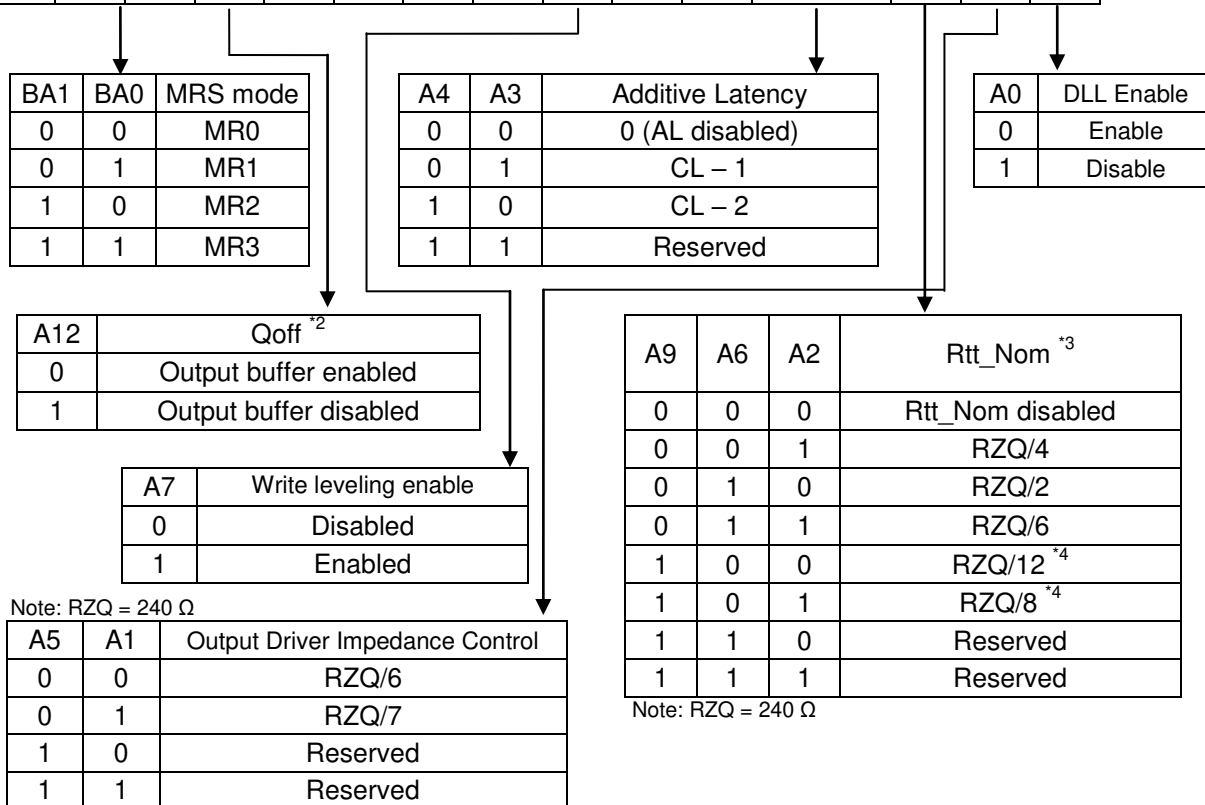 BA1 BA0 MRS mode
0 0 MR0
0 1 MR1
1 0 MR2
1 1 MR3
A4 A3 Additive Latency
0 0 0 (AL disabled)
0 1 CL – 1
1 0 CL – 2
1 1 Reserved
A0 DLL Enable
0 Enable
1 Disable
A12 Qoff *2
0 Output buffer enabled
1 Output buffer disabled
A7 Write leveling enable
0 Disabled
1 Enabled
A9 A6 A2 Rtt_Nom *3
0 0 0 Rtt_Nom disabled
0 0 1 RZQ/4
0 1 0 RZQ/2
0 1 1 RZQ/6
1 0 0 RZQ/12 *4
1 0 1 RZQ/8 *4
1 1 0 Reserved
1 1 1 Reserved
Note: RZQ = 240 Ω
Note: RZQ = 240 Ω
A5 A1 Output Driver Impedance Control
0 0 RZQ/6
0 1 RZQ/7
1 0 Reserved
1 1 Reserved